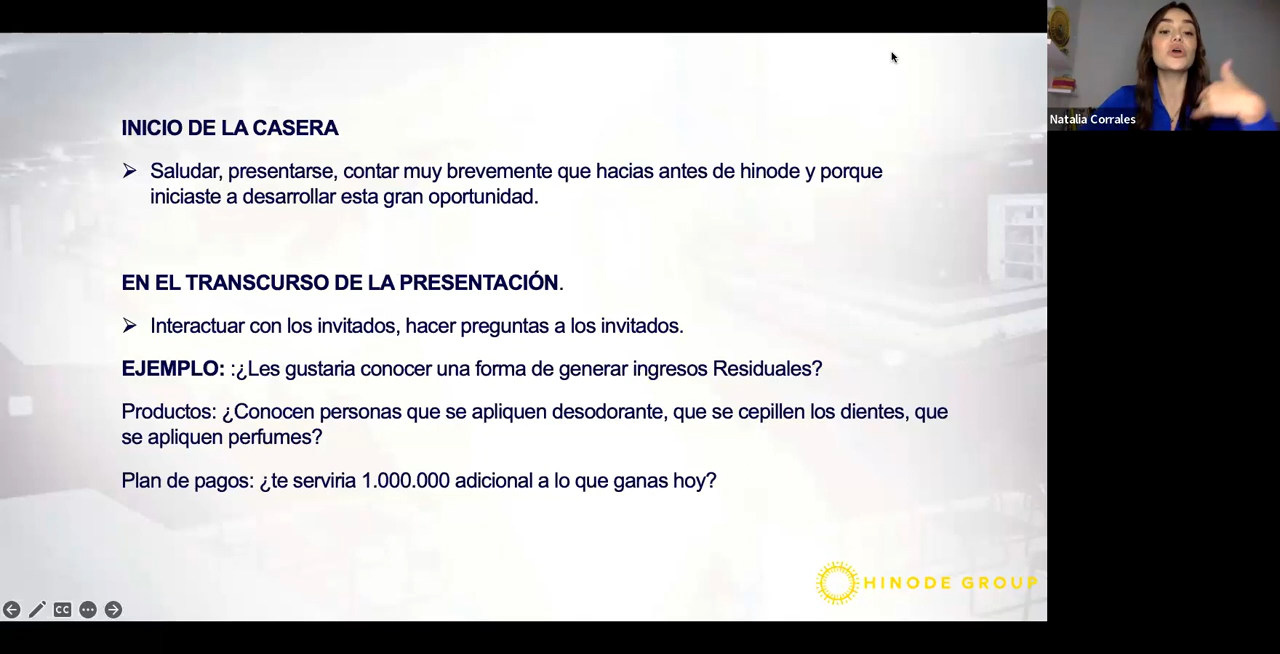 Natalia Corrales
INICIO DE LA CASERA
➢ Saludar, presentarse, contar muy brevemente que hacias antes de hinode y porque
iniciaste a desarrollar esta gran oportunidad.
EN EL TRANSCURSO DE LA PRESENTACIÓN.
➢ Interactuar con los invitados, hacer preguntas a los invitados.
EJEMPLO: :¿Les gustaria conocer una forma de generar ingresos Residuales?
Productos: ¿Conocen personas que se apliquen desodorante, que se cepillen los dientes, que
se apliquen perfumes?
Plan de pagos: ¿te serviria 1.000.000 adicional a lo que ganas hoy?
HINODE GROUP
CC